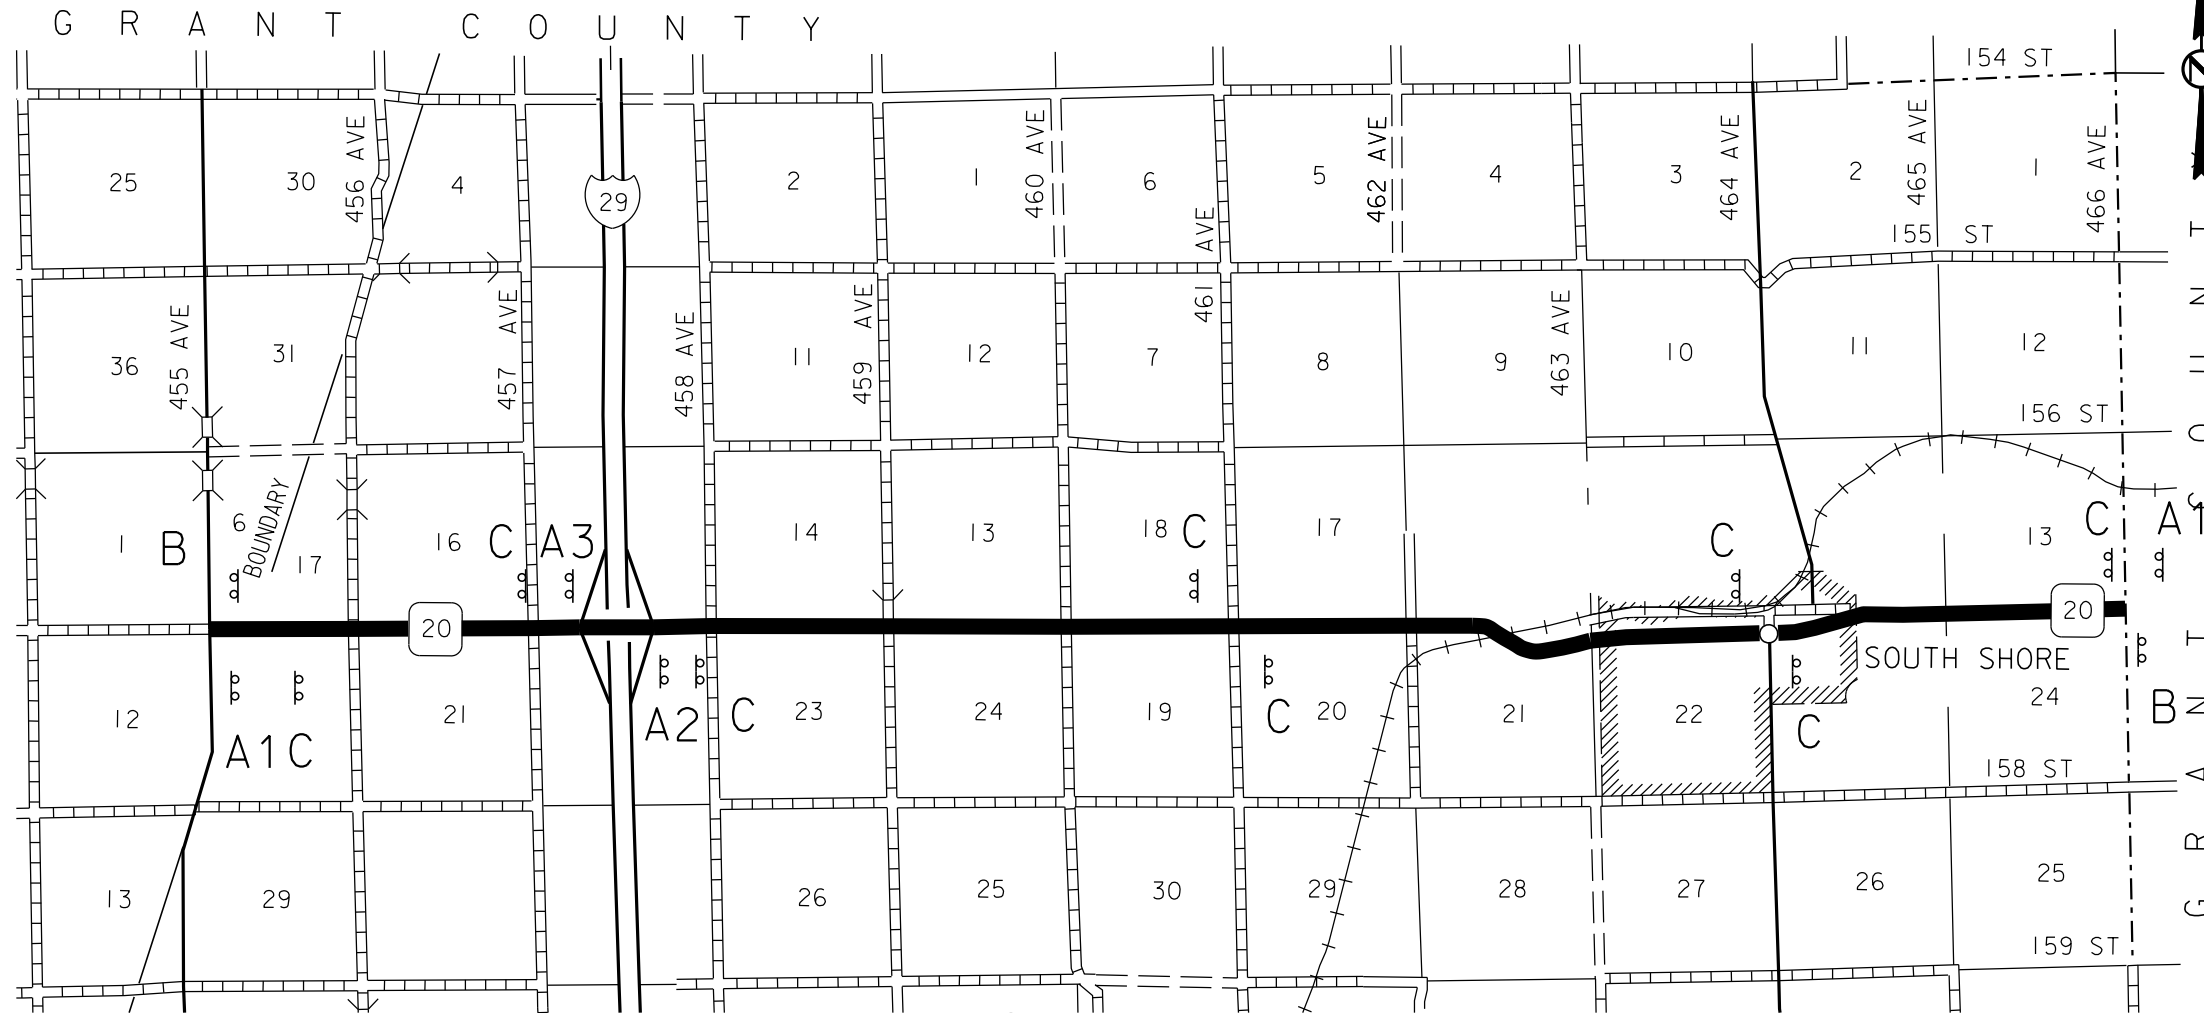 GRANT COUNTY
154 ST
456 AVE
460 AVE
462 AVE
464 AVE
465 AVE
466 AVE
25
30
4
29
2
1
6
5
4
3
2
1
461 AVE
155 ST
GRANT COUNTY
455 AVE
457 AVE
458 AVE
459 AVE
463 AVE
36
31
11
12
7
8
9
10
11
12
156 ST
BOUNDARY
1
B
6
17
16
C
A3
14
13
18
C
17
C
13
C
A1
20
20
SOUTH SHORE
12
A1
C
21
A2
C
23
24
19
C
20
21
22
C
24
B
158 ST
13
29
26
25
30
29
28
27
26
25
159 ST